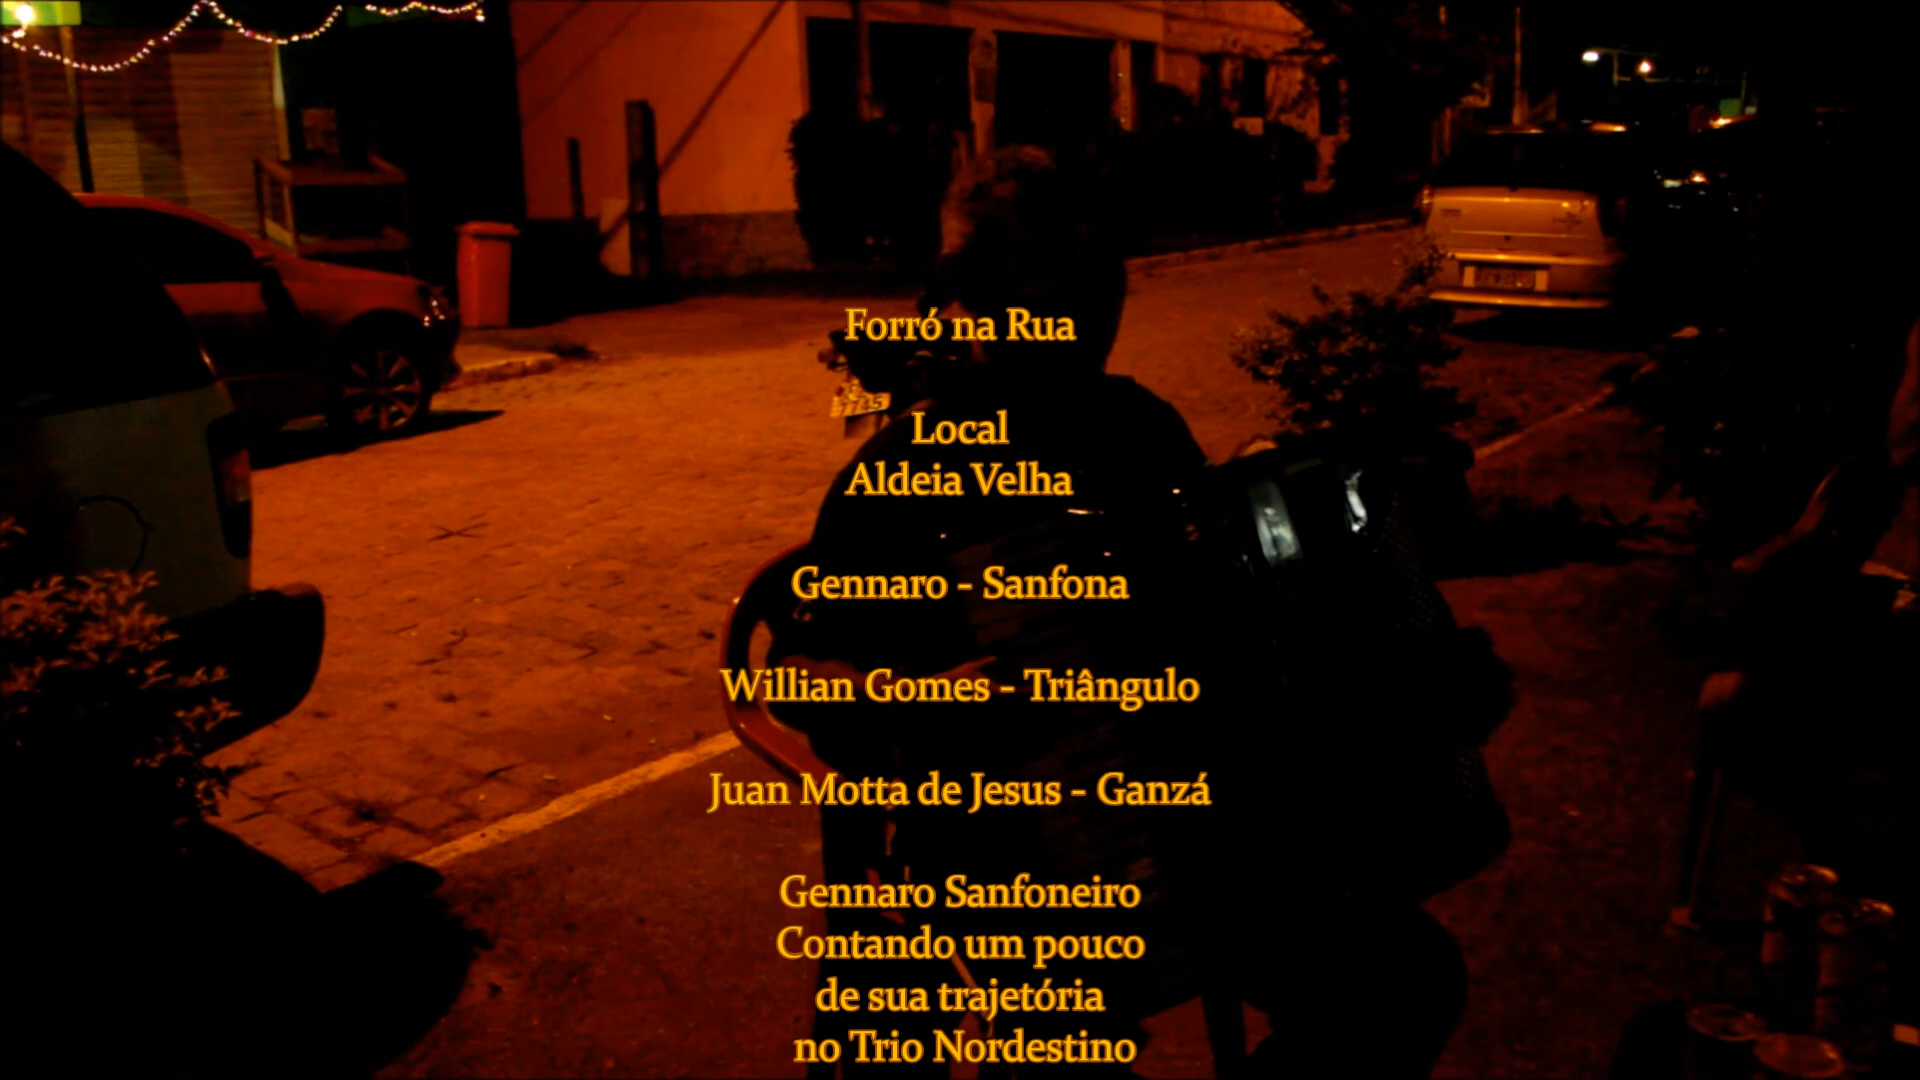 Forró na Rua
Local
Aldeia Velha
Gennaro - Sanfona
Willian Gomes - Triângulo
Juan Motta de Jesus - Ganzá
Gennaro Sanfoneiro
Contando um pouco
de sua trajetória
no Trio Nordestino